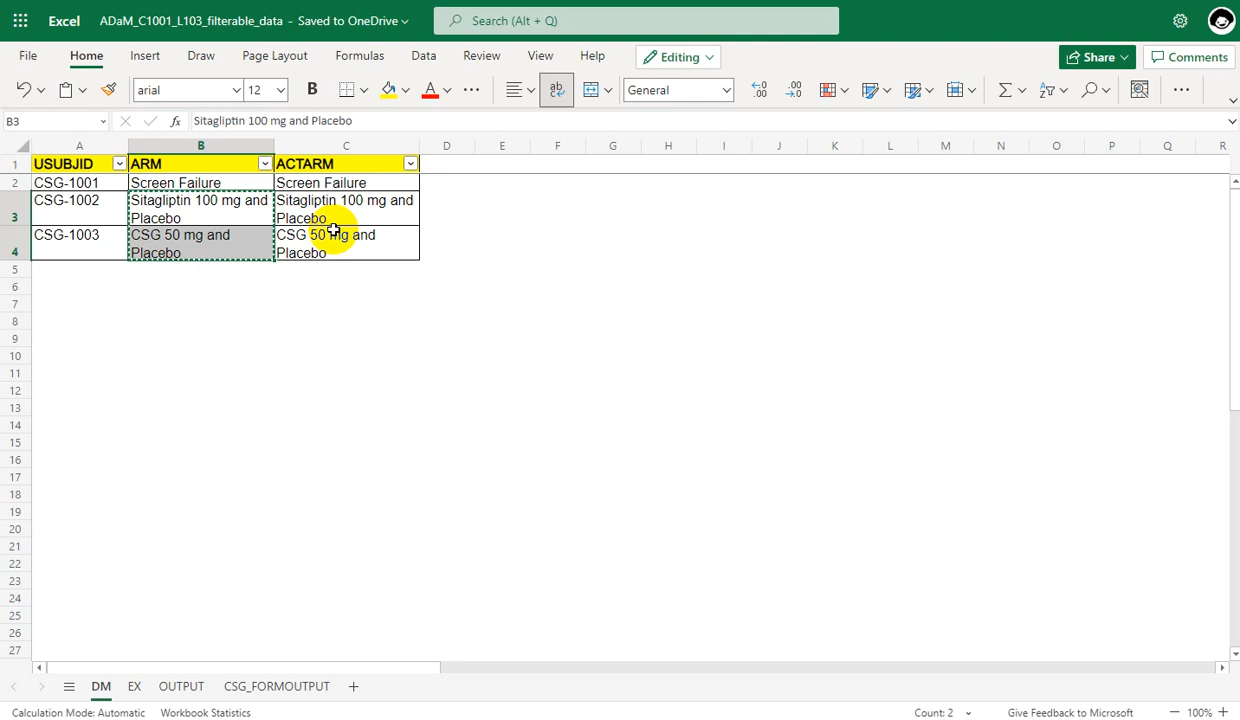 Excel ADaM_C1001_L103_filterable_data - Saved to OneDrive Search (Alt + Q)
File Home Insert Draw Page Layout Formulas Data Review View Help Editing Share Comments
arial 12 B A General
B3 fx Sitagliptin 100 mg and Placebo
A B C D E F G H I J K L M N O P Q R
1 USUBJID ARM ACTARM
2 CSG-1001 Screen Failure Screen Failure
3 CSG-1002 Sitagliptin 100 mg and Sitagliptin 100 mg and
Placebo Placebo
4 CSG-1003 CSG 50 mg and CSG 50 mg and
Placebo Placebo
5
6
7
8
9
10
11
12
13
14
15
16
17
18
19
20
21
22
23
24
25
26
27
DM EX OUTPUT CSG_FORMOUTPUT
Calculation Mode: Automatic Workbook Statistics Count: 2 Give Feedback to Microsoft 100%